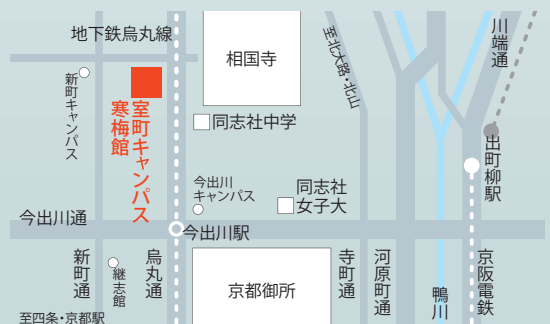 地下鉄烏丸線
相国寺
至北大路・北山
川端通
新町キャンパス
室町キャンパス
寒梅館
同志社中学
出町柳駅
今出川
キャンパス
同志社
女子大
今出川通
今出川駅
新町通
継志館
烏丸通
京都御所
寺町通
河原町通
鴨川
京阪電鉄
至四条・京都駅